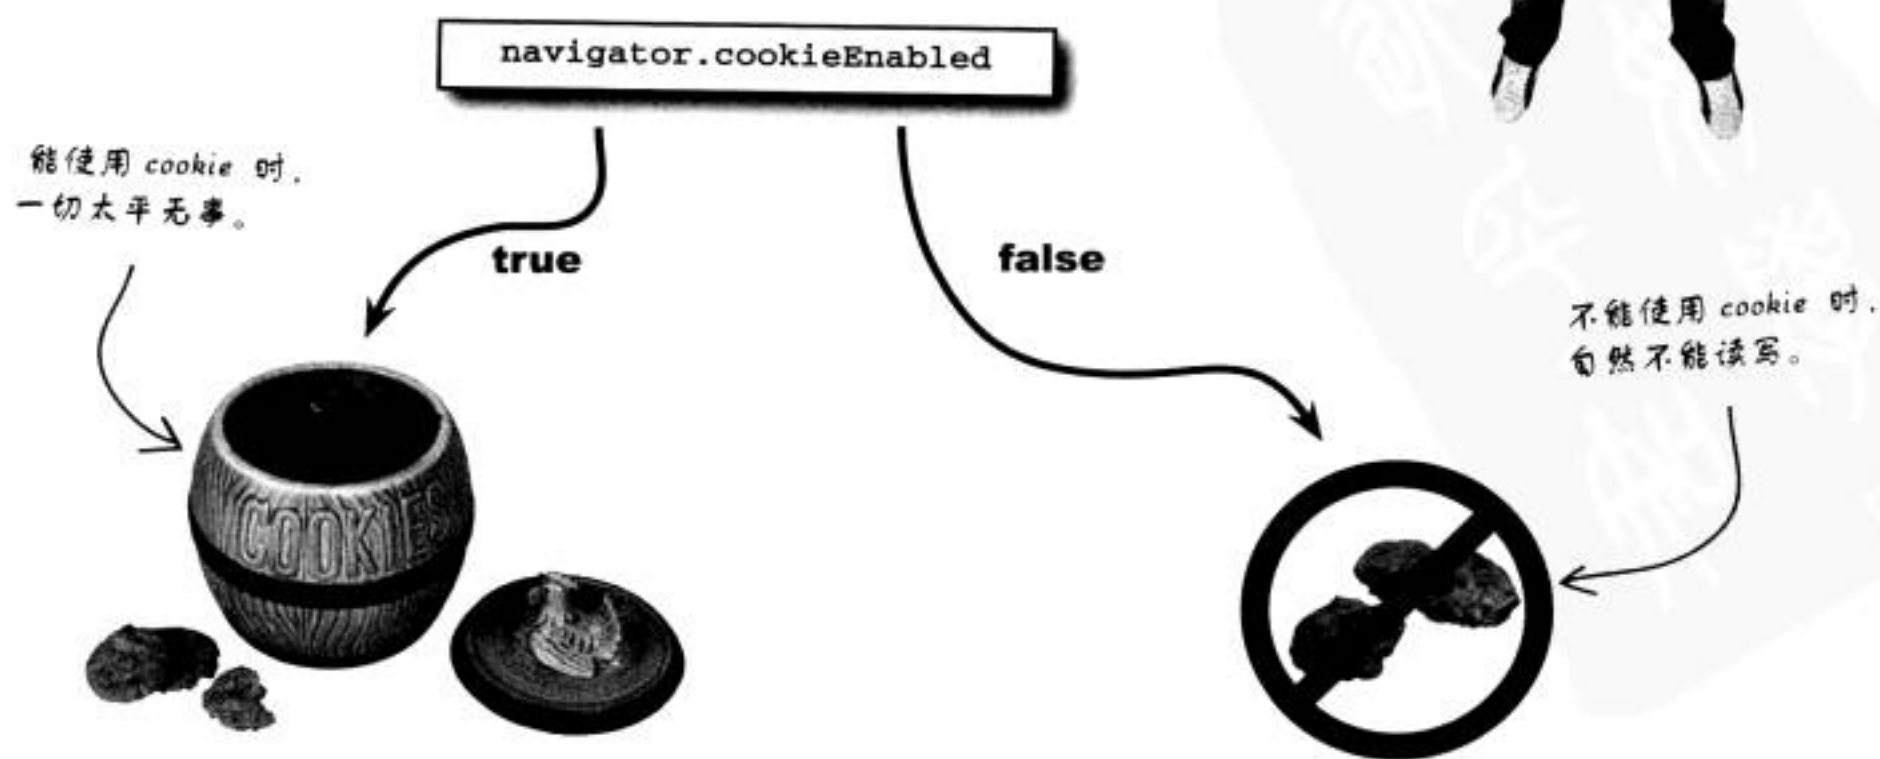 navigator.cookieEnabled
能使用 cookie 时，
一切太平无事。
true
false
不能使用 cookie 时，
自然不能读写。
COOKIES